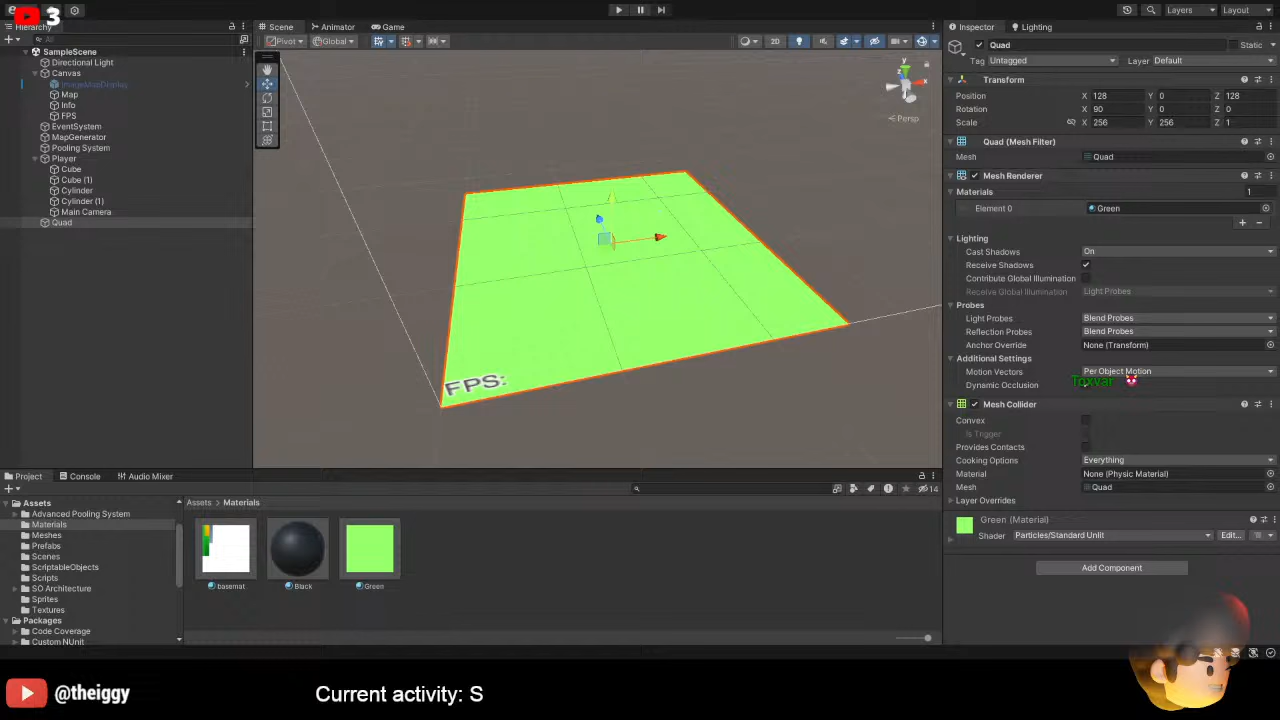 3
Hierarchy
Scene
Animator
Game
Inspector
Lighting
Layers
Layout
Pivot
Global
2D
SampleScene
Directional Light
Canvas
ImageMapDisplay
Map
Info
FPS
EventSystem
MapGenerator
Pooling System
Player
Cube
Cube (1)
Cylinder
Cylinder (1)
Main Camera
Quad
y
x
z
Persp
FPS:
Quad
Static
Tag Untagged
Layer Default
Transform
Position X 128 Y 0 Z 128
Rotation X 90 Y 0 Z 0
Scale X 256 Y 256 Z 1
Quad (Mesh Filter)
Mesh Quad
Mesh Renderer
Materials 1
Element 0 Green
Lighting
Cast Shadows On
Receive Shadows
Contribute Global Illumination
Receive Global Illumination Light Probes
Probes
Light Probes Blend Probes
Reflection Probes Blend Probes
Anchor Override None (Transform)
Additional Settings
Motion Vectors Per Object Motion
Dynamic Occlusion
Toxvar
Mesh Collider
Convex
Is Trigger
Provides Contacts
Cooking Options Everything
Material None (Physic Material)
Mesh Quad
Layer Overrides
Green (Material)
Shader Particles/Standard Unlit Edit...
Add Component
Project
Console
Audio Mixer
14
Assets
Advanced Pooling System
Materials
Meshes
Prefabs
Scenes
ScriptableObjects
Scripts
SO Architecture
Sprites
Textures
Packages
Code Coverage
Custom NUnit
Assets Materials
basemat
Black
Green
@theiggy
Current activity: S